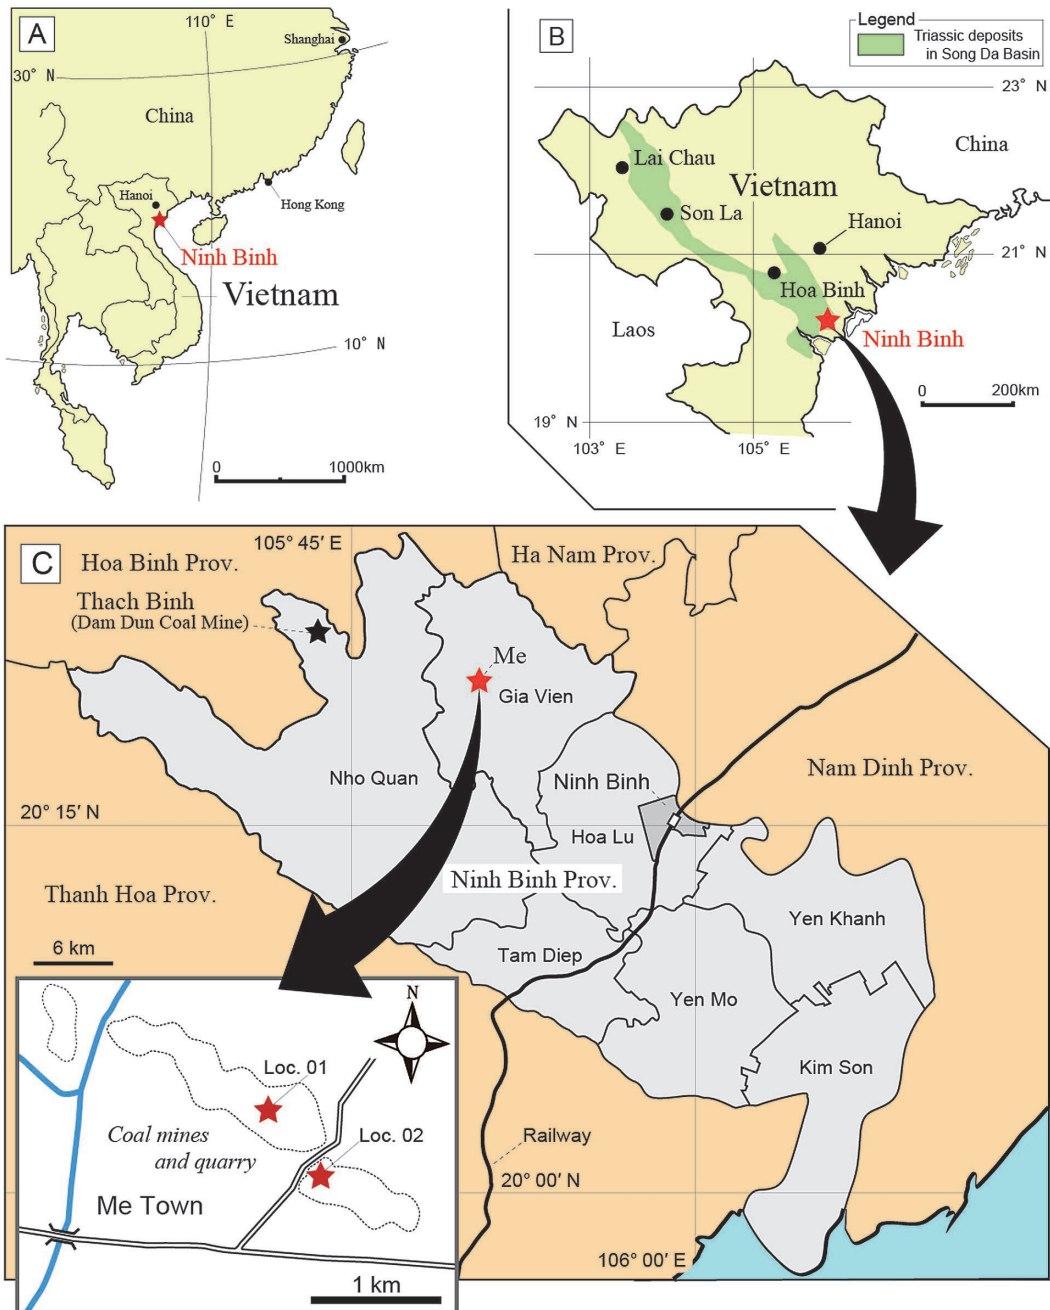 A
110° E
Shanghai
30° N
China
Hanoi
Hong Kong
Ninh Binh
Vietnam
10° N
0
1000km
B
Legend
Triassic deposits
in Song Da Basin
23° N
China
Lai Chau
Vietnam
Son La
Hanoi
21° N
Hoa Binh
Laos
Ninh Binh
0
200km
19° N
103° E
105° E
C
105° 45′ E
Hoa Binh Prov.
Ha Nam Prov.
Thach Binh
(Dam Dun Coal Mine)
Me
Gia Vien
Nho Quan
Ninh Binh
Nam Dinh Prov.
20° 15′ N
Hoa Lu
Ninh Binh Prov.
Thanh Hoa Prov.
Yen Khanh
6 km
Tam Diep
Yen Mo
Kim Son
N
Loc. 01
Loc. 02
Coal mines
and quarry
Me Town
Railway
20° 00′ N
106° 00′ E
1 km